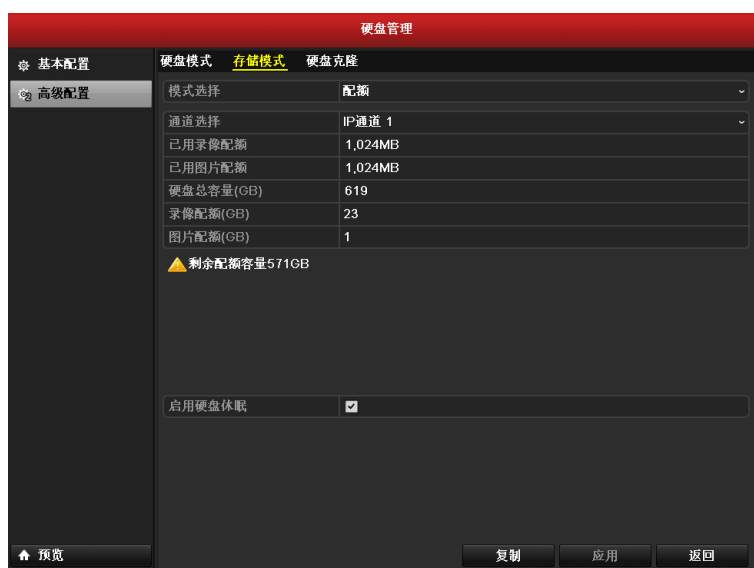 硬盘管理
基本配置
高级配置
硬盘模式 存储模式 硬盘克隆
模式选择 配额
通道选择 IP通道 1
已用录像配额 1,024MB
已用图片配额 1,024MB
硬盘总容量(GB) 619
录像配额(GB) 23
图片配额(GB) 1
剩余配额容量571GB
启用硬盘休眠
预览 复制 应用 返回